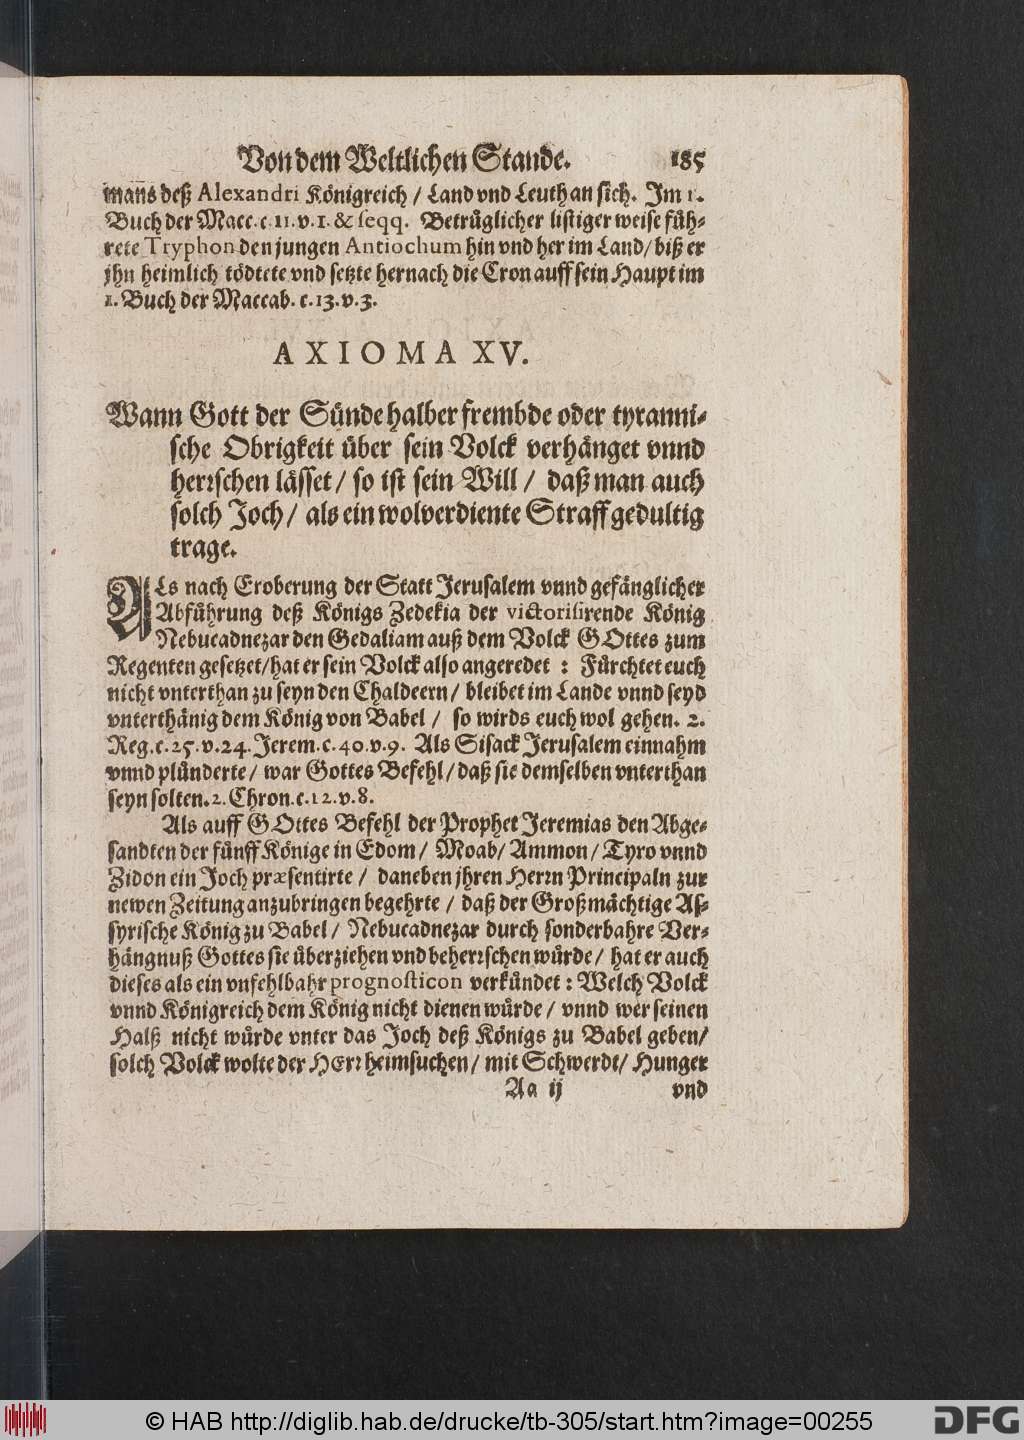 Von dem Weltlichen Stande. 185
mañs deß Alexandri Königreich / Land vnd Leuth an sich. Im 1.
Buch der Macc. c. 11. v. 1. & seqq. Betrüglicher listiger weise füh-
rete Tryphon den jungen Antiochum hin vnd her im Land / biß er
jhn heimlich tödtete vnd setzte hernach die Cron auff sein Haupt im
1. Buch der Maccab. c. 13. v. 3.
AXIOMA XV.
Wann Gott der Sünde halber frembde oder tyranni-
sche Obrigkeit über sein Volck verhänget vnnd
herrschen lässet / so ist sein Will / daß man auch
solch Joch / als ein wolverdiente Straff gedultig
trage.
ALs nach Eroberung der Statt Jerusalem vnnd gefänglicher
Abführung deß Königs Zedekia der victorisirende König
Nebucadnezar den Gedaliam auß dem Volck GOttes zum
Regenten gesetzet / hat er sein Volck also angeredet : Fürchtet euch
nicht vnterthan zu seyn den Chaldeern / bleibet im Lande vnnd seyd
vnterthänig dem König von Babel / so wirds euch wol gehen. 2.
Reg. c. 25. v. 24. Jerem. c. 40. v. 9. Als Sisack Jerusalem einnahm
vnnd plünderte / war Gottes Befehl / daß sie demselben vnterthan
seyn solten. 2. Chron. c. 12. v. 8.
Als auff GOttes Befehl der Prophet Jeremias den Abge-
sandten der fünff Könige in Edom / Moab / Ammon / Tyro vnnd
Zidon ein Joch præsentirte / daneben jhren Herrn Principaln zur
newen Zeitung anzubringen begehrte / daß der Großmächtige As-
syrische König zu Babel / Nebucadnezar durch sonderbahre Ver-
hängnuß Gottes sie überziehen vnd beherrschen würde / hat er auch
dieses als ein vnfehlbahr prognosticon verkündet : Welch Volck
vnnd Königreich dem König nicht dienen würde / vnnd wer seinen
Halß nicht würde vnter das Joch deß Königs zu Babel geben /
solch Volck wolte der HErr heimsuchen / mit Schwerdt / Hunger
Aa ij vnd
© HAB http://diglib.hab.de/drucke/tb-305/start.htm?image=00255
DFG